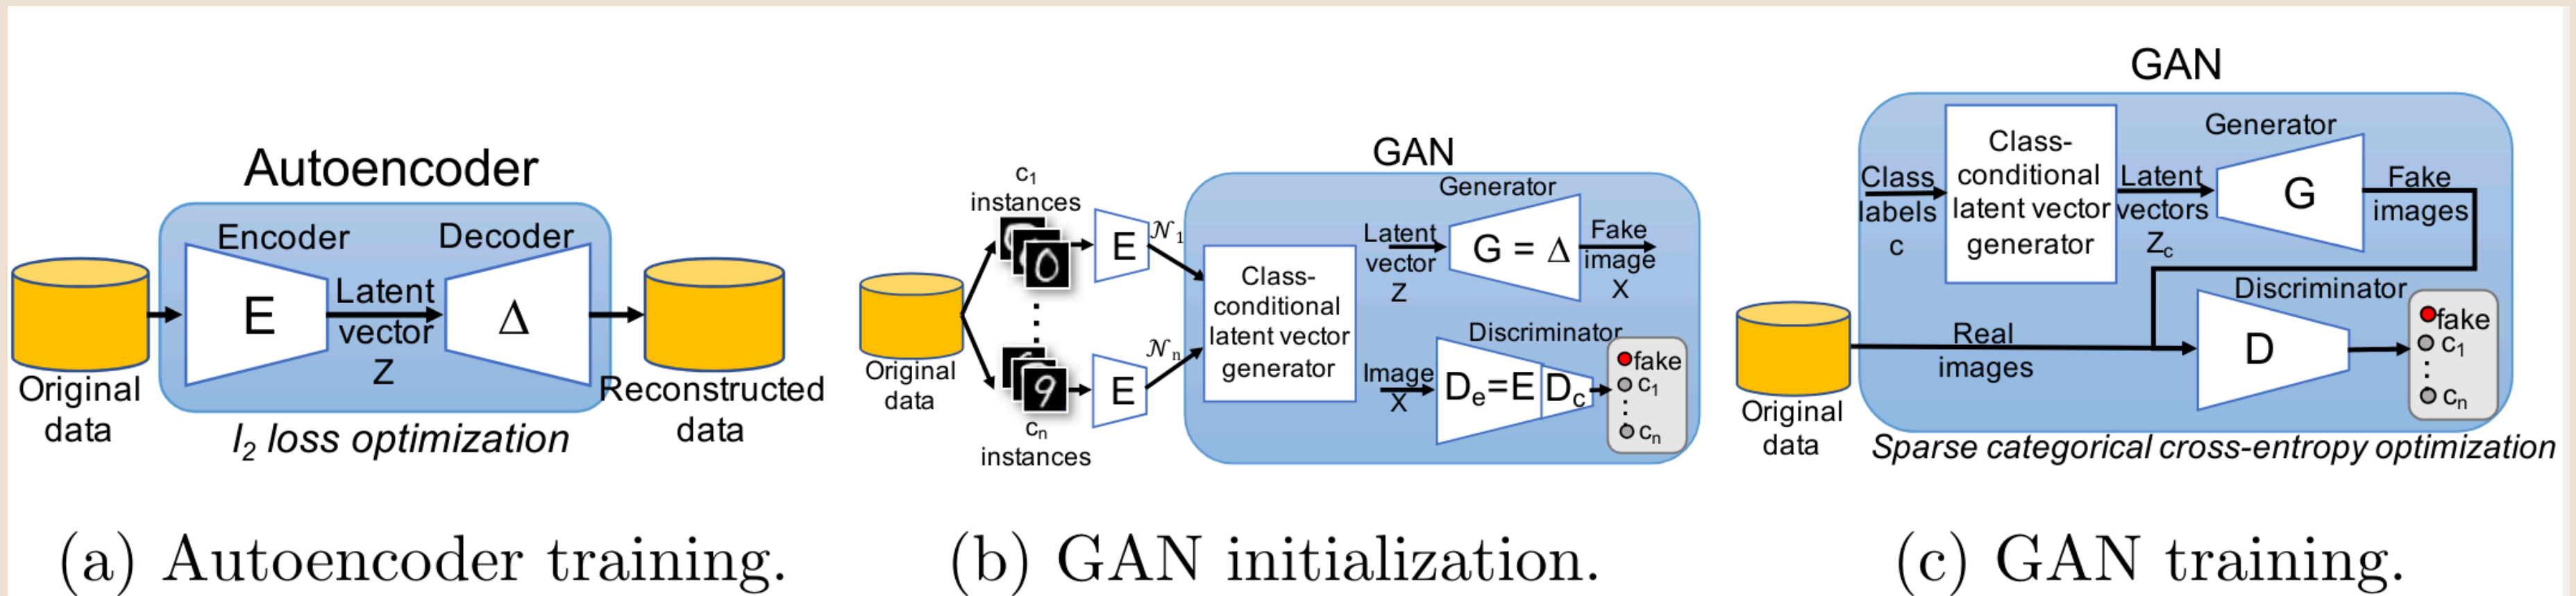 Autoencoder
Encoder
Decoder
E
Latent
vector
Z
Δ
Original
data
Reconstructed
data
l₂ loss optimization
(a) Autoencoder training.
GAN
c₁
instances
0
E
𝒩₁
Original
data
9
cₙ
instances
E
𝒩ₙ
Class-
conditional
latent vector
generator
Generator
Latent
vector
Z
G = Δ
Fake
image
X
Discriminator
Image
X
Dₑ=E
D꜀
fake
c₁
cₙ
(b) GAN initialization.
GAN
Class
labels
c
Class-
conditional
latent vector
generator
Latent
vectors
Z꜀
Generator
G
Fake
images
Original
data
Real
images
Discriminator
D
fake
c₁
cₙ
Sparse categorical cross-entropy optimization
(c) GAN training.